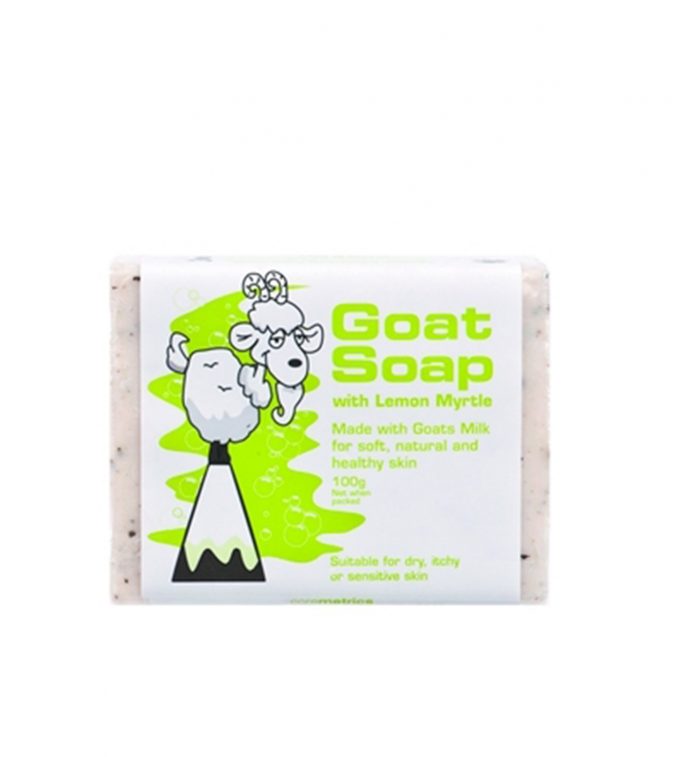 Goat
Soap
with Lemon Myrtle
Made with Goats Milk
for soft, natural and
healthy skin
100g
Net when
packed
Suitable for dry, itchy
or sensitive skin